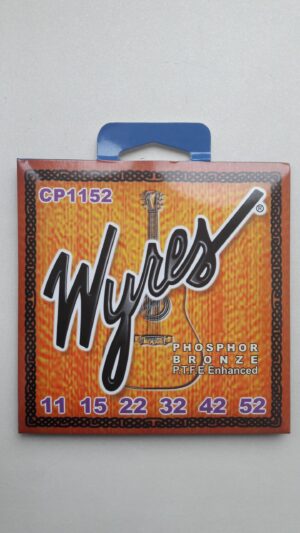 CP1152
Wyres®
PHOSPHOR
BRONZE
P.T.F.E Enhanced
11 15 22 32 42 52